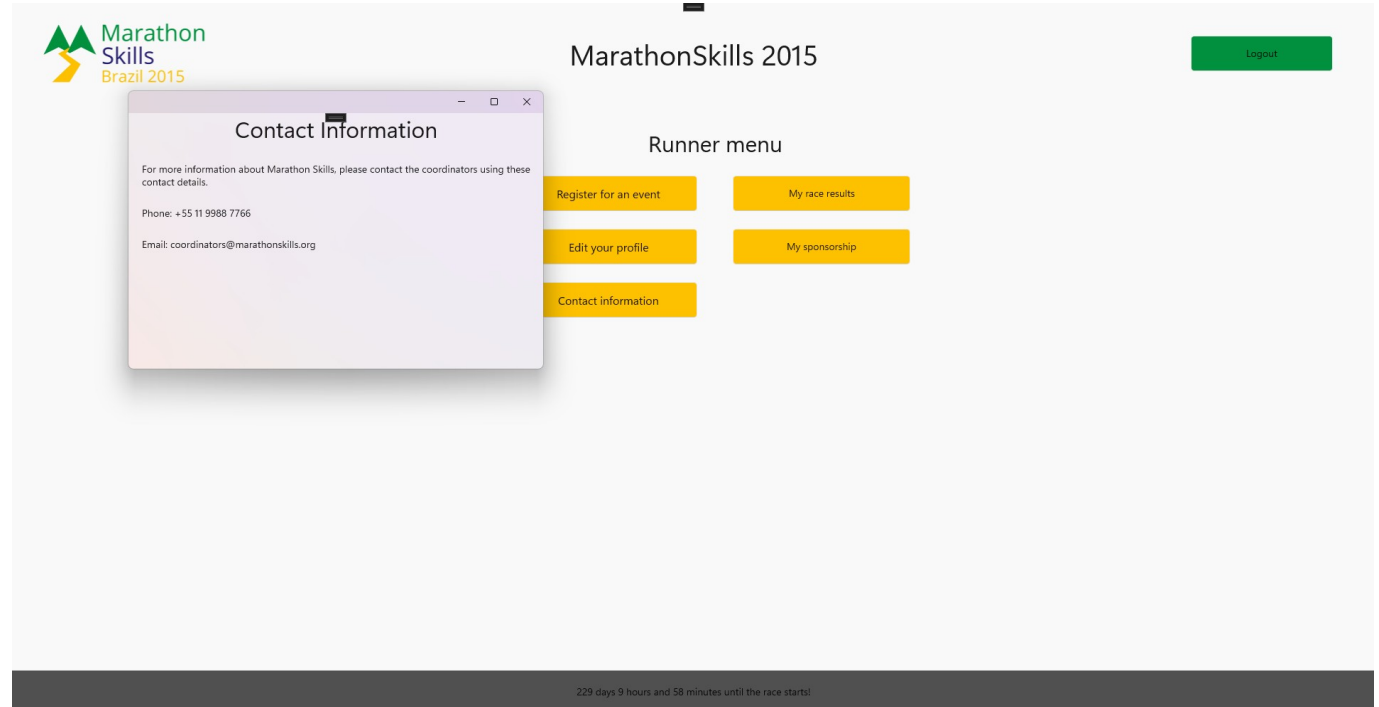 Marathon
Skills
Brazil 2015
MarathonSkills 2015
Logout
Contact Information
For more information about Marathon Skills, please contact the coordinators using these
contact details.
Phone: +55 11 9988 7766
Email: coordinators@marathonskills.org
Runner menu
Register for an event
My race results
Edit your profile
My sponsorship
Contact information
229 days 9 hours and 58 minutes until the race starts!